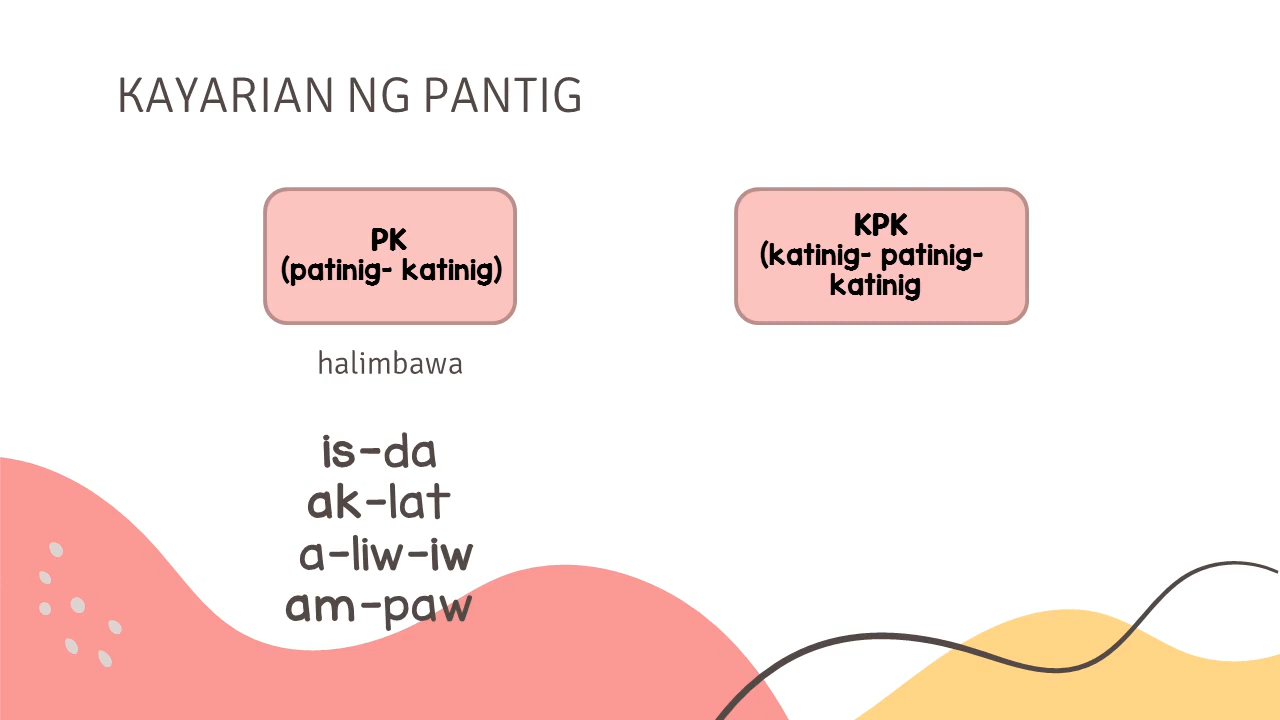 KAYARIAN NG PANTIG
PK
(patinig- katinig)
KPK
(katinig- patinig-
katinig
halimbawa
is-da
ak-lat
a-liw-iw
am-paw